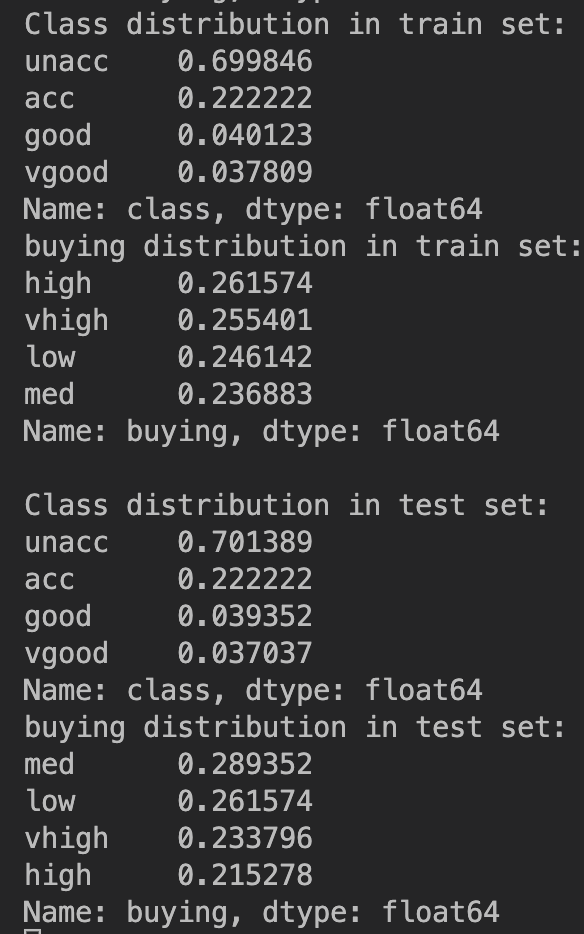 Class distribution in train set:
unacc    0.699846
acc      0.222222
good     0.040123
vgood    0.037809
Name: class, dtype: float64
buying distribution in train set:
high     0.261574
vhigh    0.255401
low      0.246142
med      0.236883
Name: buying, dtype: float64

Class distribution in test set:
unacc    0.701389
acc      0.222222
good     0.039352
vgood    0.037037
Name: class, dtype: float64
buying distribution in test set:
med      0.289352
low      0.261574
vhigh    0.233796
high     0.215278
Name: buying, dtype: float64